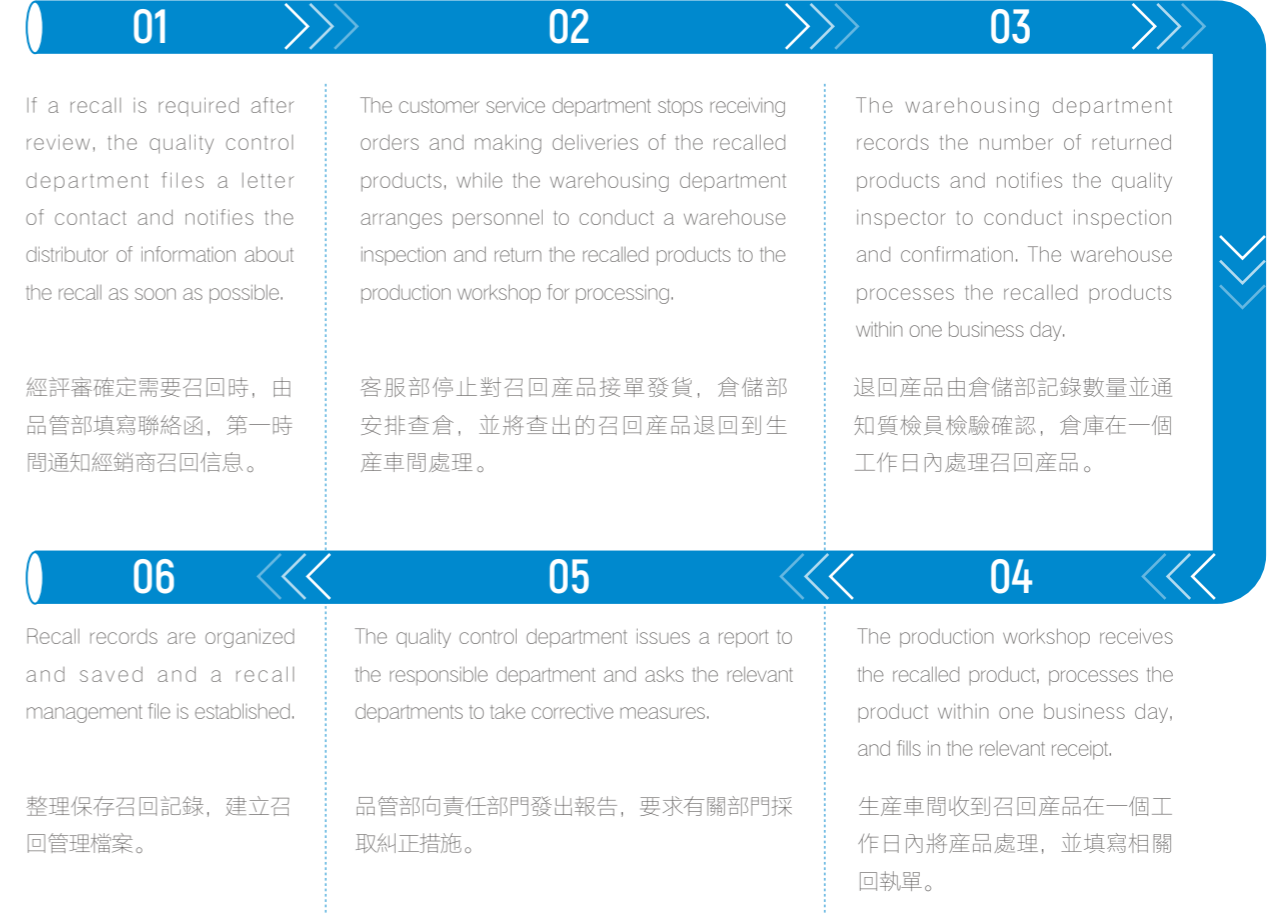 01
If a recall is required after
review, the quality control
department files a letter
of contact and notifies the
distributor of information about
the recall as soon as possible.
經評審確定需要召回時，由
品管部填寫聯絡函，第一時
間通知經銷商召回信息。
02
The customer service department stops receiving
orders and making deliveries of the recalled
products, while the warehousing department
arranges personnel to conduct a warehouse
inspection and return the recalled products to the
production workshop for processing.
客服部停止對召回產品接單發貨，倉儲部
安排查倉，並將查出的召回產品退回到生
產車間處理。
03
The warehousing department
records the number of returned
products and notifies the quality
inspector to conduct inspection
and confirmation. The warehouse
processes the recalled products
within one business day.
退回產品由倉儲部記錄數量並通
知質檢員檢驗確認，倉庫在一個
工作日內處理召回產品。
04
The production workshop receives
the recalled product, processes the
product within one business day,
and fills in the relevant receipt.
生產車間收到召回產品在一個工
作日內將產品處理，並填寫相關
回執單。
05
The quality control department issues a report to
the responsible department and asks the relevant
departments to take corrective measures.
品管部向責任部門發出報告，要求有關部門採
取糾正措施。
06
Recall records are organized
and saved and a recall
management file is established.
整理保存召回記錄，建立召
回管理檔案。